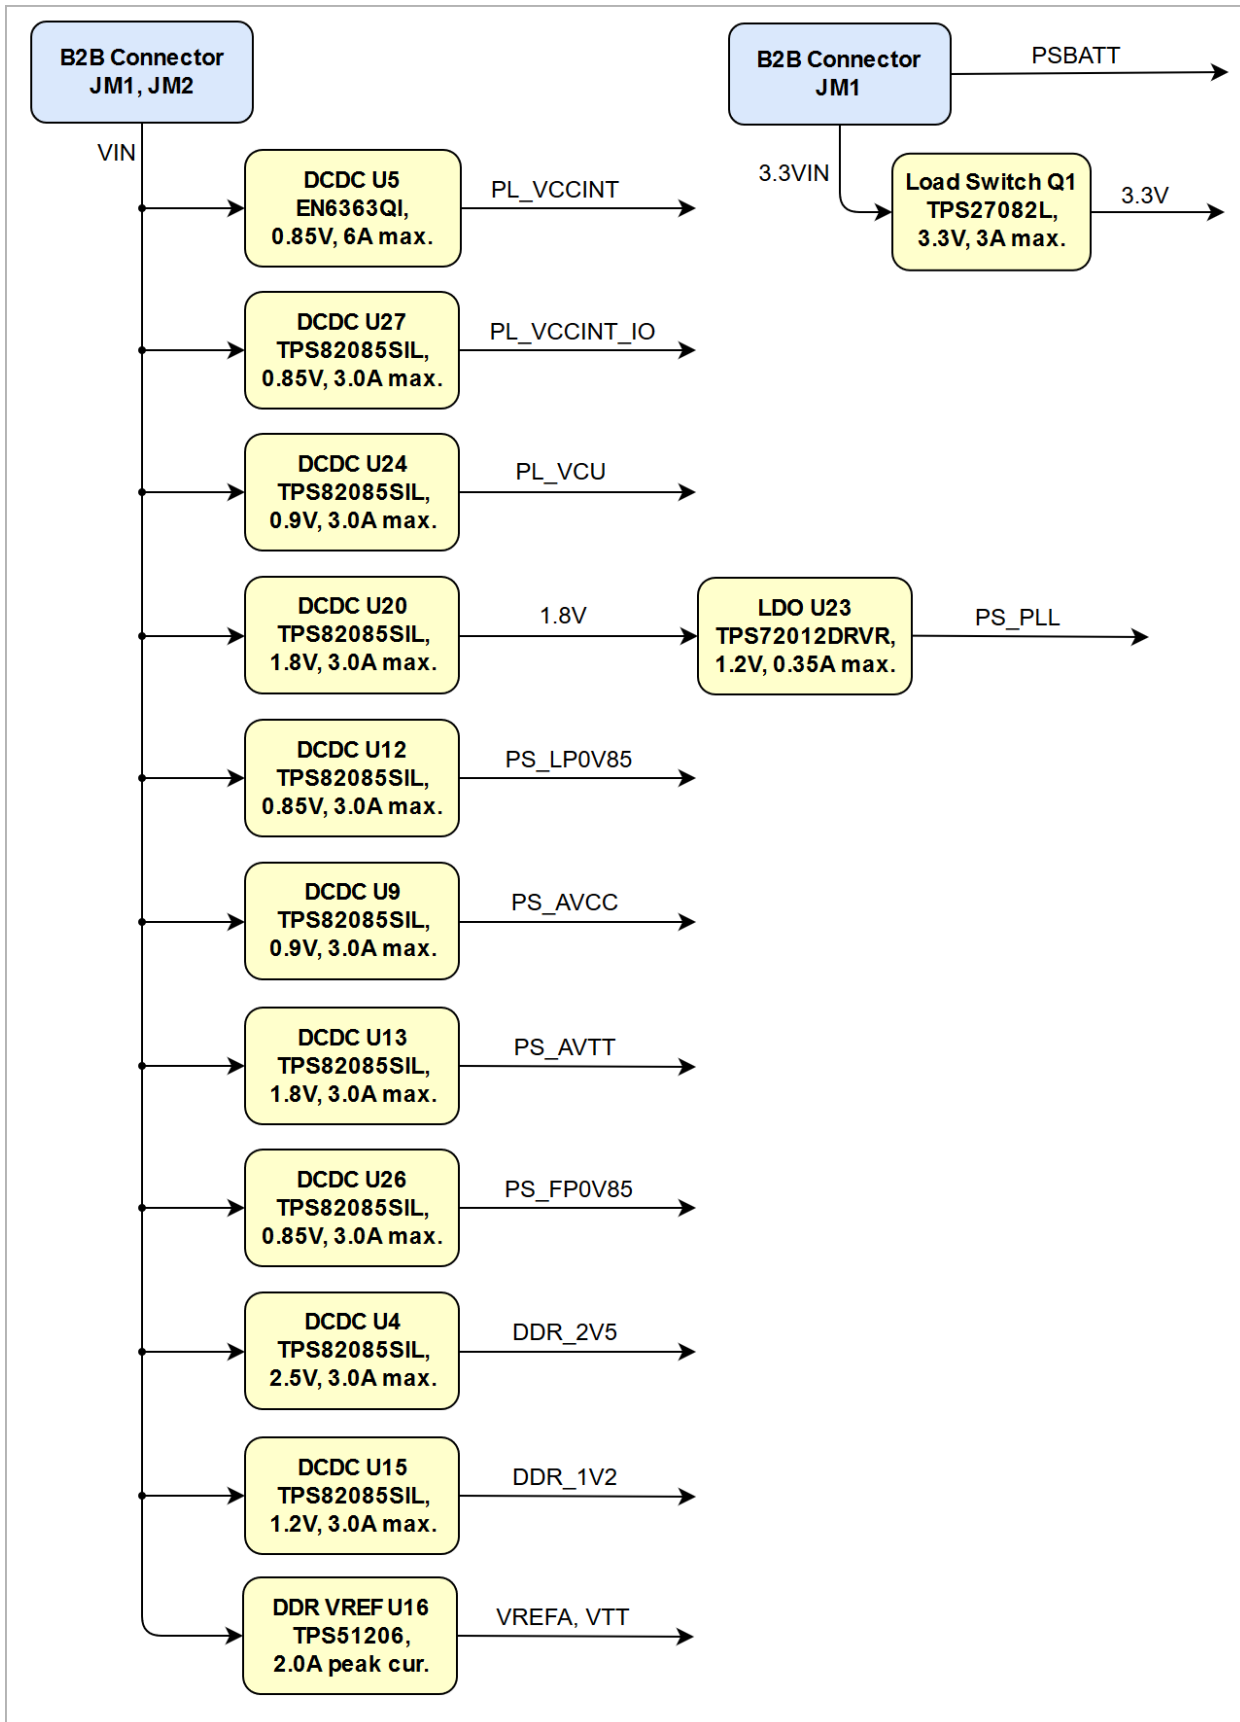 B2B Connector
JM1, JM2
VIN
B2B Connector
JM1
PSBATT
3.3VIN
Load Switch Q1
TPS27082L,
3.3V, 3A max.
3.3V
DCDC U5
EN6363QI,
0.85V, 6A max.
PL_VCCINT
DCDC U27
TPS82085SIL,
0.85V, 3.0A max.
PL_VCCINT_IO
DCDC U24
TPS82085SIL,
0.9V, 3.0A max.
PL_VCU
DCDC U20
TPS82085SIL,
1.8V, 3.0A max.
1.8V
LDO U23
TPS72012DRVR,
1.2V, 0.35A max.
PS_PLL
DCDC U12
TPS82085SIL,
0.85V, 3.0A max.
PS_LP0V85
DCDC U9
TPS82085SIL,
0.9V, 3.0A max.
PS_AVCC
DCDC U13
TPS82085SIL,
1.8V, 3.0A max.
PS_AVTT
DCDC U26
TPS82085SIL,
0.85V, 3.0A max.
PS_FP0V85
DCDC U4
TPS82085SIL,
2.5V, 3.0A max.
DDR_2V5
DCDC U15
TPS82085SIL,
1.2V, 3.0A max.
DDR_1V2
DDR VREF U16
TPS51206,
2.0A peak cur.
VREFA, VTT